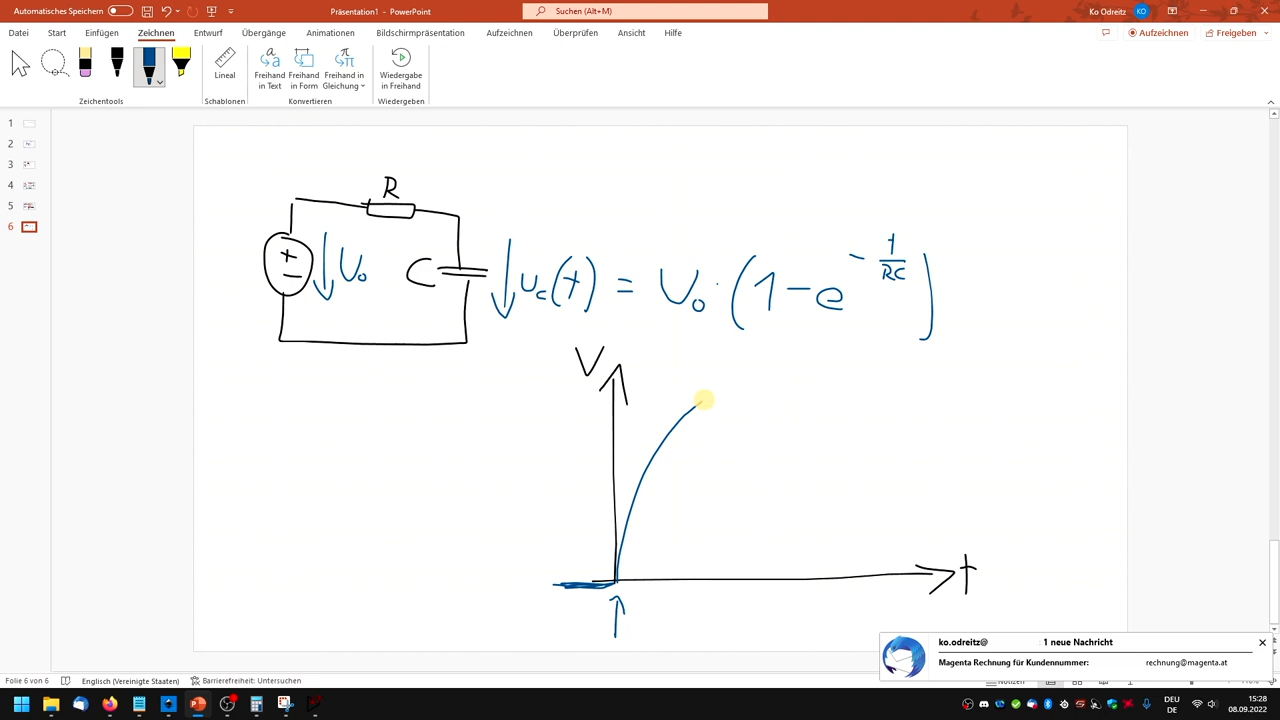 Automatisches Speichern
Präsentation1 - PowerPoint
Suchen (Alt+M)
Ko Odreitz
KO
Datei Start Einfügen Zeichnen Entwurf Übergänge Animationen Bildschirmpräsentation Aufzeichnen Überprüfen Ansicht Hilfe
Aufzeichnen
Freigeben
Lineal
Freihand in Text
Freihand in Form
Freihand in Gleichung
Wiedergabe in Freihand
Zeichentools
Schablonen
Konvertieren
Wiedergeben
1
2
3
4
5
6
R
+
−
U₀
C
u_c(t) = U₀ · (1 − e^(− t/RC))
V
t
ko.odreitz@
1 neue Nachricht
Magenta Rechnung für Kundennummer:
rechnung@magenta.at
Folie 6 von 6
Englisch (Vereinigte Staaten)
Barrierefreiheit: Untersuchen
Notizen
DEU
DE
15:28
08.09.2022